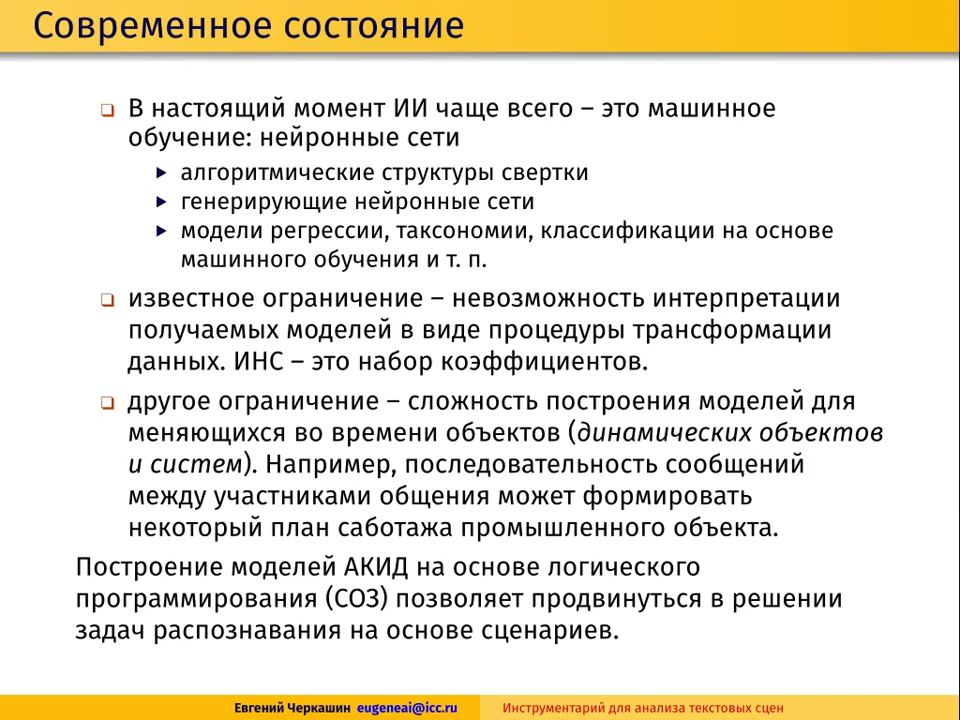 Современное состояние
❏ В настоящий момент ИИ чаще всего – это машинное
обучение: нейронные сети
▶ алгоритмические структуры свертки
▶ генерирующие нейронные сети
▶ модели регрессии, таксономии, классификации на основе
машинного обучения и т. п.
❏ известное ограничение – невозможность интерпретации
получаемых моделей в виде процедуры трансформации
данных. ИНС – это набор коэффициентов.
❏ другое ограничение – сложность построения моделей для
меняющихся во времени объектов (динамических объектов
и систем). Например, последовательность сообщений
между участниками общения может формировать
некоторый план саботажа промышленного объекта.
Построение моделей АКИД на основе логического
программирования (СОЗ) позволяет продвинуться в решении
задач распознавания на основе сценариев.
Евгений Черкашин eugeneai@icc.ru Инструментарий для анализа текстовых сцен